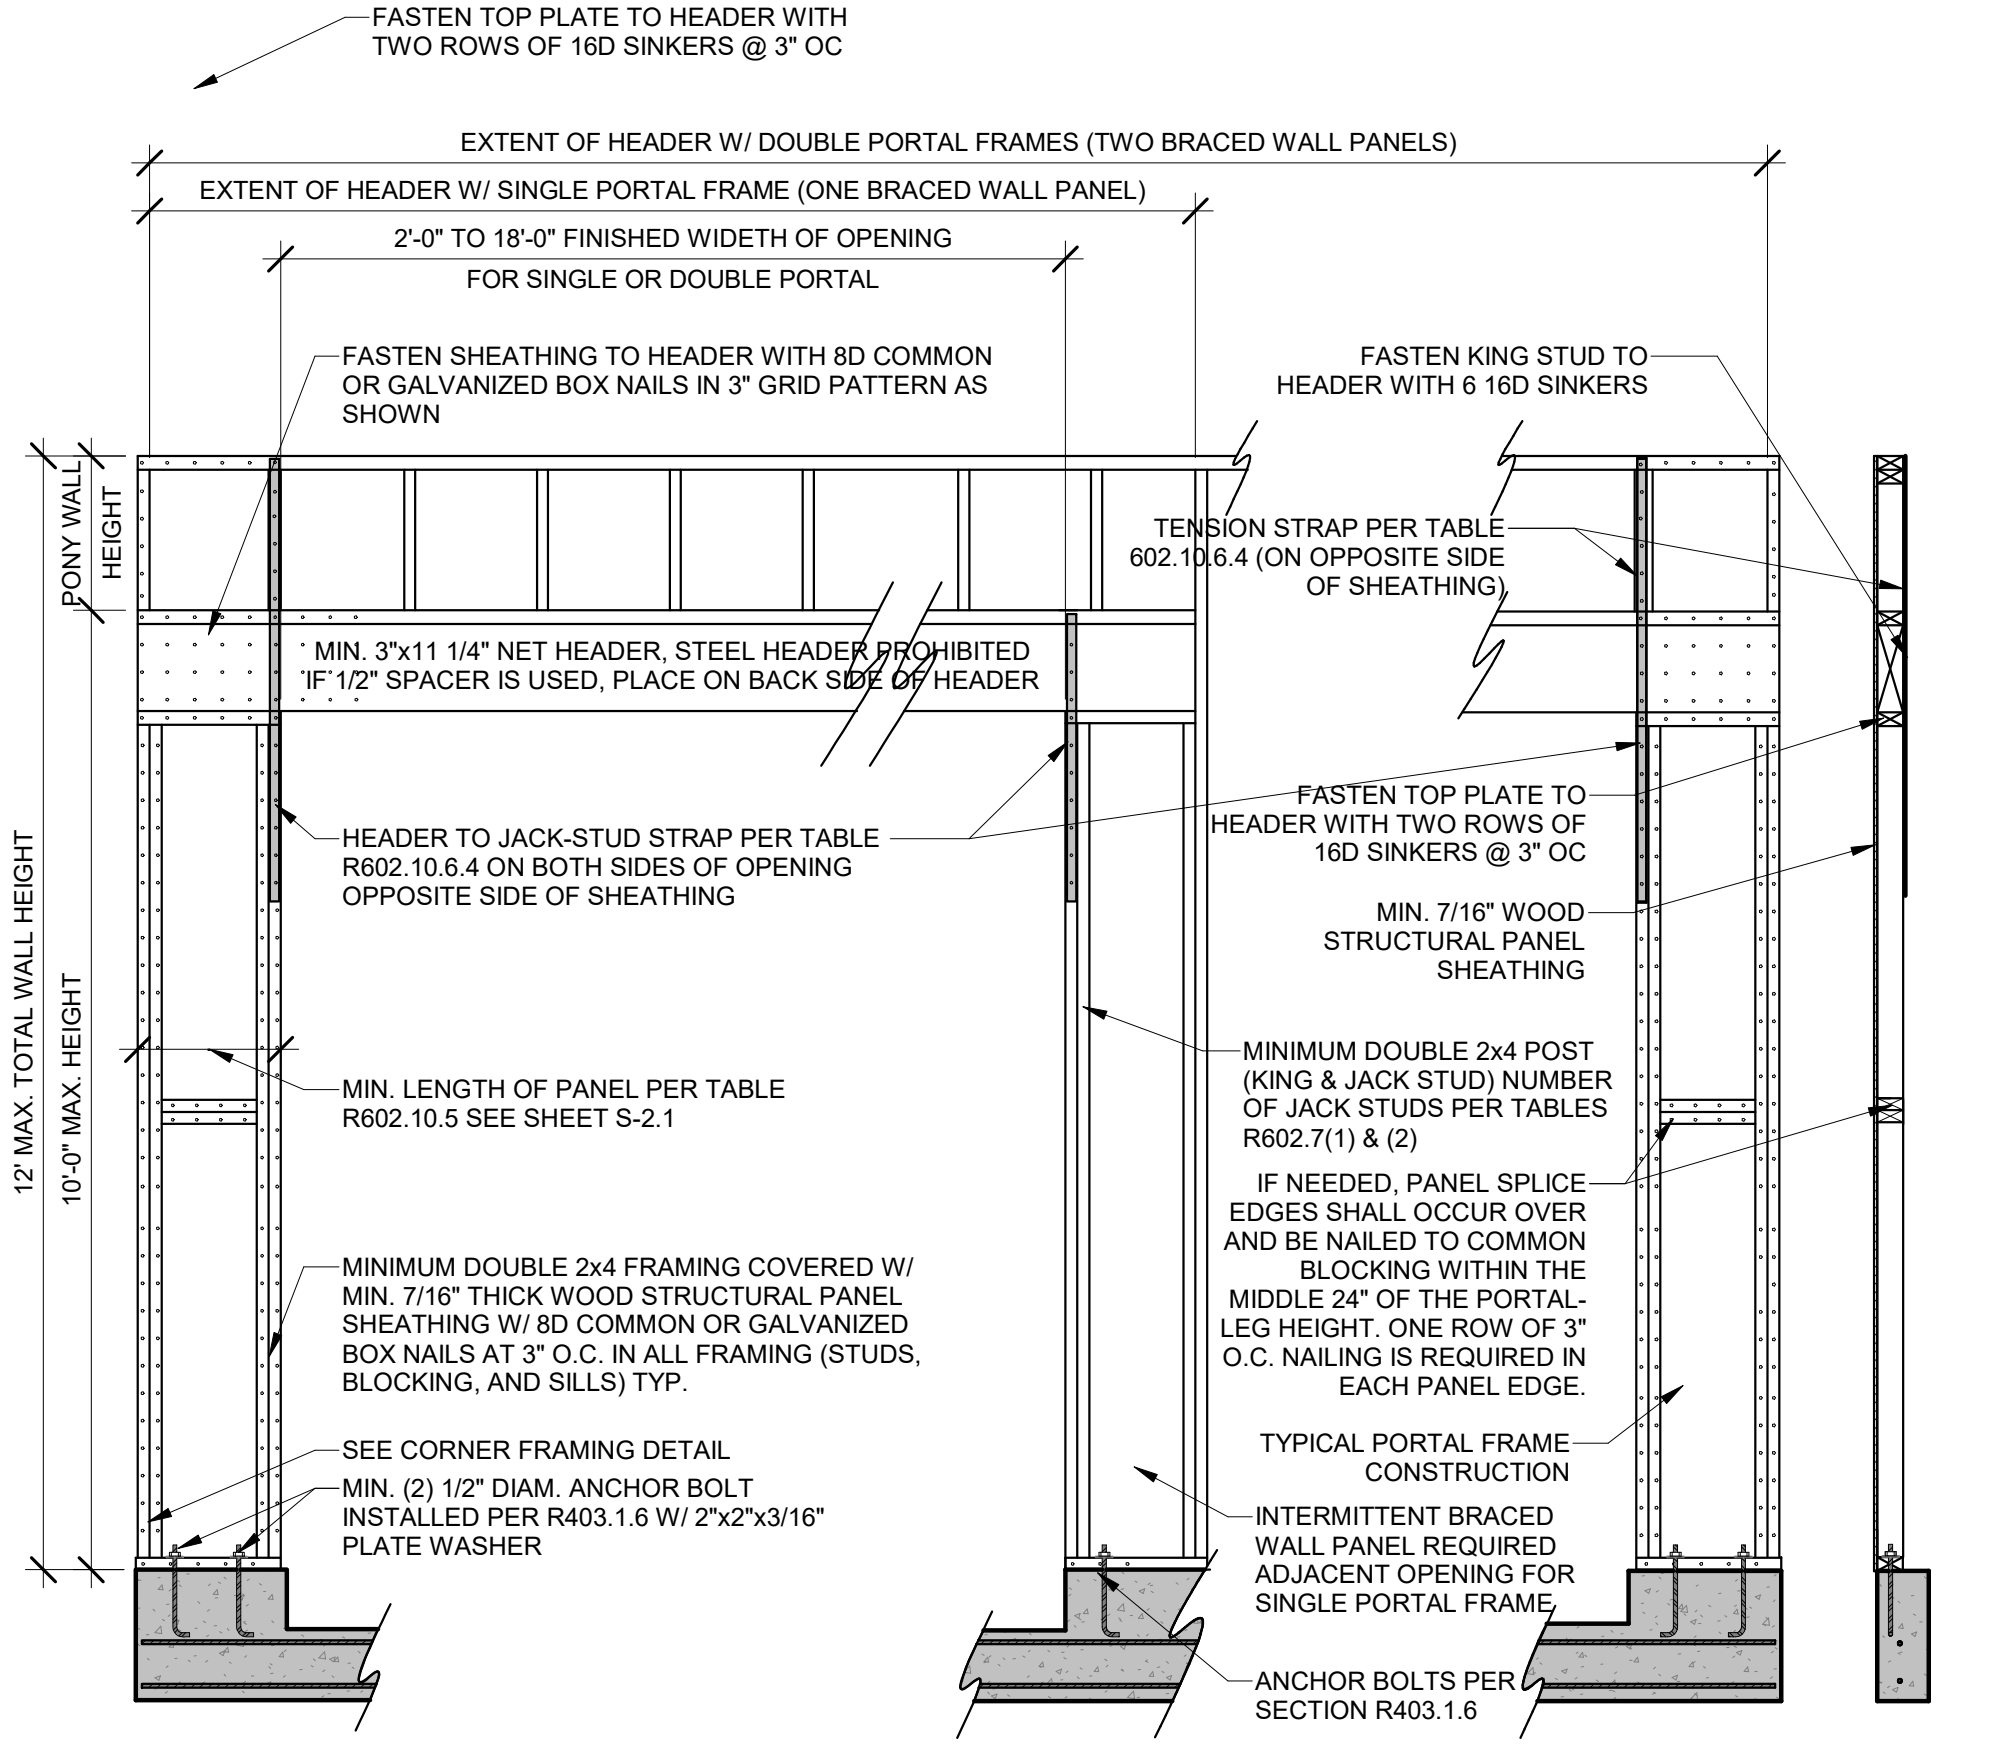 FASTEN TOP PLATE TO HEADER WITH
TWO ROWS OF 16D SINKERS @ 3" OC
EXTENT OF HEADER W/ DOUBLE PORTAL FRAMES (TWO BRACED WALL PANELS)
EXTENT OF HEADER W/ SINGLE PORTAL FRAME (ONE BRACED WALL PANEL)
2'-0" TO 18'-0" FINISHED WIDETH OF OPENING
FOR SINGLE OR DOUBLE PORTAL
FASTEN SHEATHING TO HEADER WITH 8D COMMON
OR GALVANIZED BOX NAILS IN 3" GRID PATTERN AS
SHOWN
FASTEN KING STUD TO
HEADER WITH 6 16D SINKERS
PONY WALL
HEIGHT
TENSION STRAP PER TABLE
602.10.6.4 (ON OPPOSITE SIDE
OF SHEATHING)
MIN. 3"x11 1/4" NET HEADER, STEEL HEADER PROHIBITED
IF 1/2" SPACER IS USED, PLACE ON BACK SIDE OF HEADER
12' MAX. TOTAL WALL HEIGHT
10'-0" MAX. HEIGHT
HEADER TO JACK-STUD STRAP PER TABLE
R602.10.6.4 ON BOTH SIDES OF OPENING
OPPOSITE SIDE OF SHEATHING
FASTEN TOP PLATE TO
HEADER WITH TWO ROWS OF
16D SINKERS @ 3" OC
MIN. 7/16" WOOD
STRUCTURAL PANEL
SHEATHING
MIN. LENGTH OF PANEL PER TABLE
R602.10.5 SEE SHEET S-2.1
MINIMUM DOUBLE 2x4 POST
(KING & JACK STUD) NUMBER
OF JACK STUDS PER TABLES
R602.7(1) & (2)
IF NEEDED, PANEL SPLICE
EDGES SHALL OCCUR OVER
AND BE NAILED TO COMMON
BLOCKING WITHIN THE
MIDDLE 24" OF THE PORTAL-
LEG HEIGHT. ONE ROW OF 3"
O.C. NAILING IS REQUIRED IN
EACH PANEL EDGE.
MINIMUM DOUBLE 2x4 FRAMING COVERED W/
MIN. 7/16" THICK WOOD STRUCTURAL PANEL
SHEATHING W/ 8D COMMON OR GALVANIZED
BOX NAILS AT 3" O.C. IN ALL FRAMING (STUDS,
BLOCKING, AND SILLS) TYP.
SEE CORNER FRAMING DETAIL
MIN. (2) 1/2" DIAM. ANCHOR BOLT
INSTALLED PER R403.1.6 W/ 2"x2"x3/16"
PLATE WASHER
TYPICAL PORTAL FRAME
CONSTRUCTION
INTERMITTENT BRACED
WALL PANEL REQUIRED
ADJACENT OPENING FOR
SINGLE PORTAL FRAME
ANCHOR BOLTS PER
SECTION R403.1.6